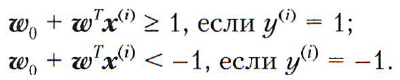 w₀ + wᵀx⁽ⁱ⁾ ≥ 1, если y⁽ⁱ⁾ = 1;
w₀ + wᵀx⁽ⁱ⁾ < −1, если y⁽ⁱ⁾ = −1.